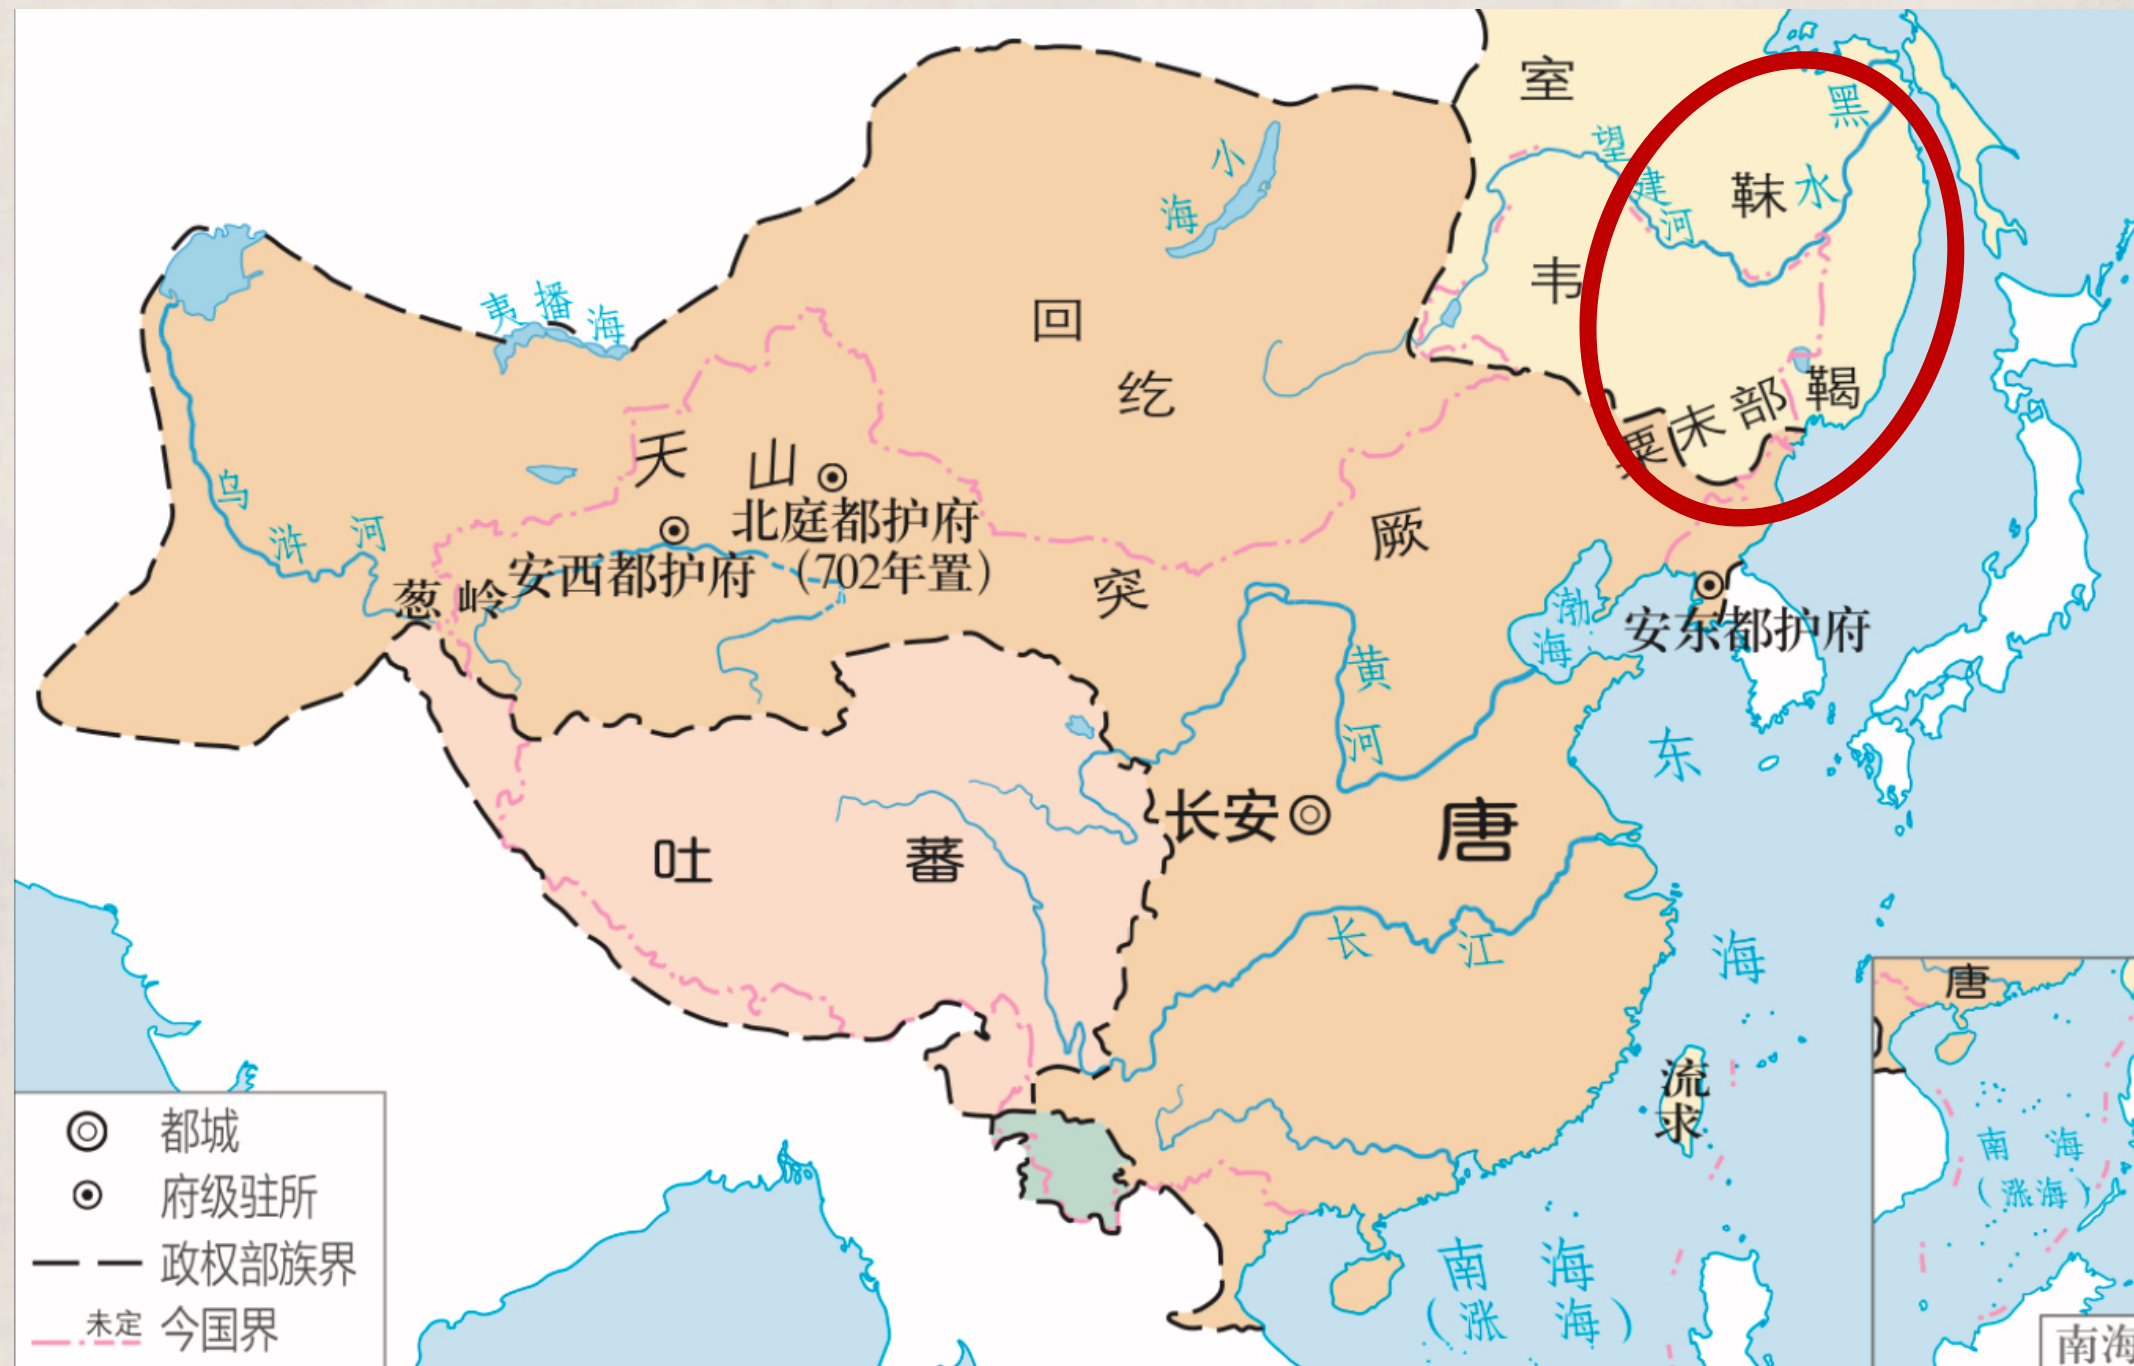 室
韦
黑
水
靺
鞨
望
建
河
粟末部
小
海
夷播海
回
纥
天
山
北庭都护府
(702年置)
安西都护府
乌
浒
河
葱岭
突
厥
渤
海
安东都护府
黄
河
东
海
长安
唐
吐
蕃
长
江
流
求
南
海
(涨
海)
唐
南
海
(涨海)
南海
都城
府级驻所
政权部族界
未定
今国界